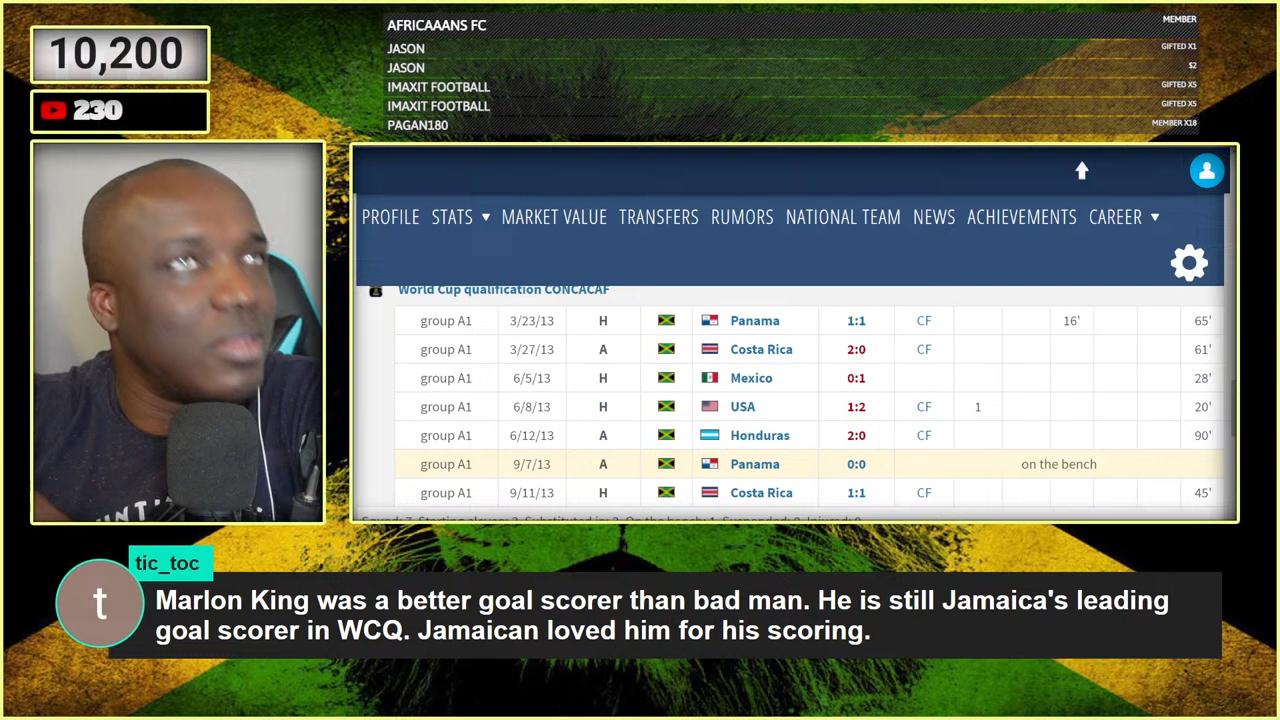 10,200
230
AFRICAAANS FC MEMBER
JASON GIFTED X1
JASON $2
IMAXIT FOOTBALL GIFTED X5
IMAXIT FOOTBALL GIFTED X5
PAGAN180 MEMBER X18
PROFILE STATS MARKET VALUE TRANSFERS RUMORS NATIONAL TEAM NEWS ACHIEVEMENTS CAREER
World Cup qualification CONCACAF
group A1 3/23/13 H Panama 1:1 CF 16' 65'
group A1 3/27/13 A Costa Rica 2:0 CF 61'
group A1 6/5/13 H Mexico 0:1 28'
group A1 6/8/13 H USA 1:2 CF 1 20'
group A1 6/12/13 A Honduras 2:0 CF 90'
group A1 9/7/13 A Panama 0:0 on the bench
group A1 9/11/13 H Costa Rica 1:1 CF 45'
tic_toc
t
Marlon King was a better goal scorer than bad man. He is still Jamaica's leading
goal scorer in WCQ. Jamaican loved him for his scoring.